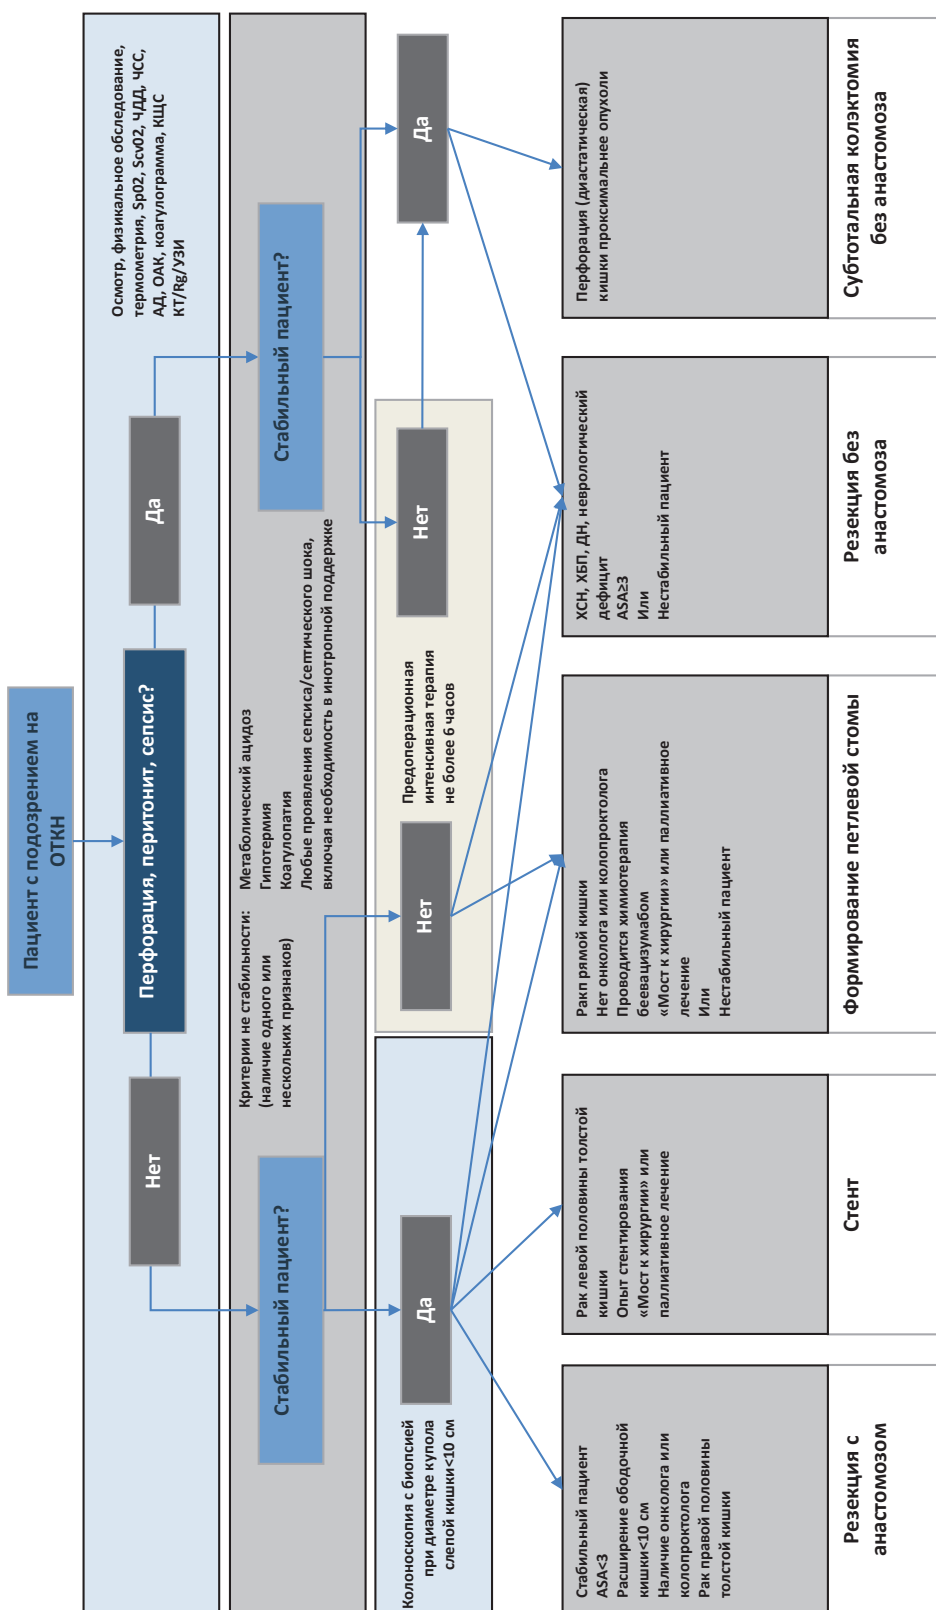 Пациент с подозрением на
ОТКН
Нет
Перфорация, перитонит, сепсис?
Да
Осмотр, физикальное обследование,
термометрия, Sp02, Scv02, ЧДД, ЧСС,
АД, ОАК, коагулограмма, КЩС
КТ/Rg/УЗИ
Стабильный пациент?
Критерии не стабильности:
(наличие одного или
нескольких признаков)
Метаболический ацидоз
Гипотермия
Коагулопатия
Любые проявления сепсиса/септического шока,
включая необходимость в инотропной поддержке
Стабильный пациент?
Колоноскопия с биопсией
при диаметре купола
слепой кишки<10 см
Да
Нет
Предоперационная
интенсивная терапия
не более 6 часов
Нет
Да
Стабильный пациент
ASA<3
Расширение ободочной
кишки<10 см
Наличие онколога или
колопроктолога
Рак правой половины
толстой кишки
Резекция с
анастомозом
Рак левой половины толстой
кишки
Опыт стентирования
«Мост к хирургии» или
паллиативное лечение
Стент
Ракп рямой кишки
Нет онколога или колопроктолога
Проводится химиотерапия
беевацизумабом
«Мост к хирургии» или паллиативное
лечение
Или
Нестабильный пациент
Формирование петлевой стомы
ХСН, ХБП, ДН, неврологический
дефицит
ASA≥3
Или
Нестабильный пациент
Резекция без
анастомоза
Перфорация (диастатическая)
кишки проксимальнее опухоли
Субтотальная колэктомия
без анастомоза